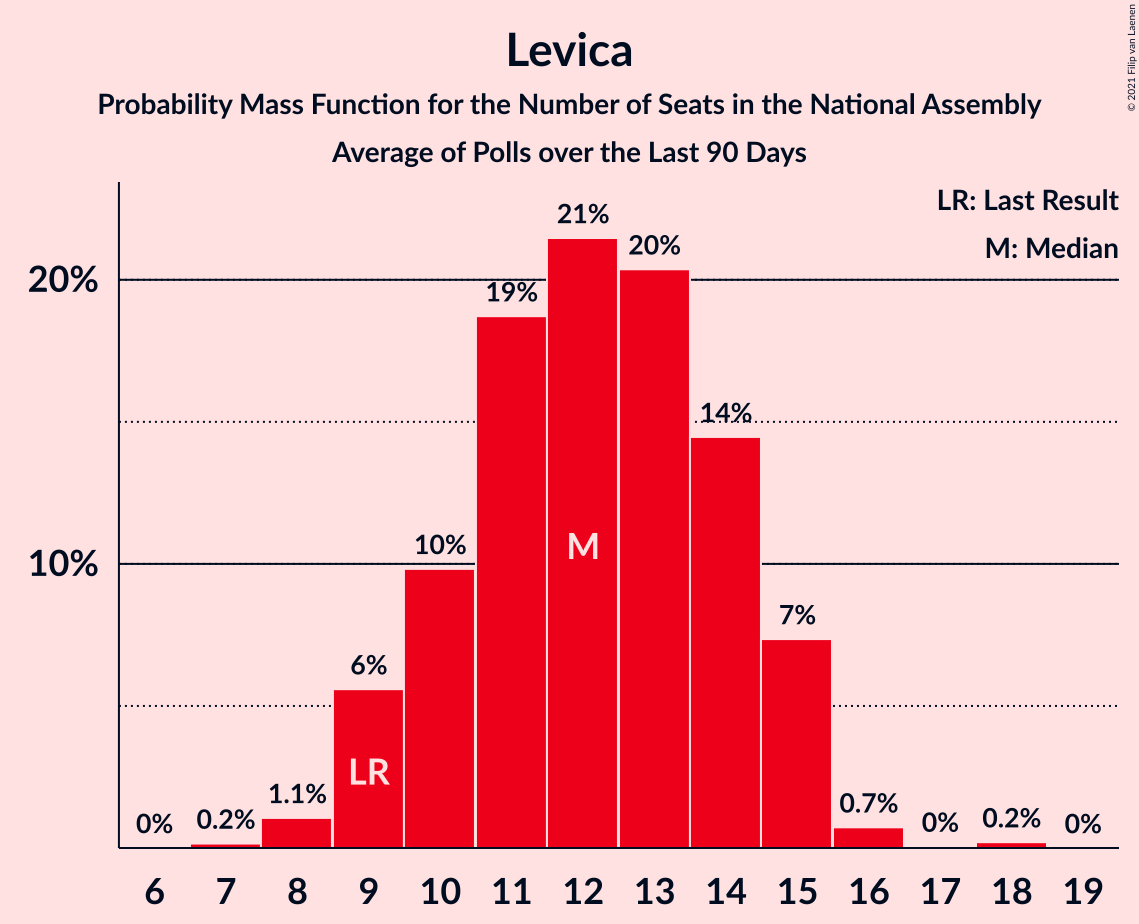 Levica
Probability Mass Function for the Number of Seats in the National Assembly
Average of Polls over the Last 90 Days
© 2021 Filip van Laenen
LR: Last Result
M: Median
20%
10%
0%
0.2%
1.1%
6%
10%
19%
21%
20%
14%
7%
0.7%
0%
0.2%
0%
LR
M
6 7 8 9 10 11 12 13 14 15 16 17 18 19